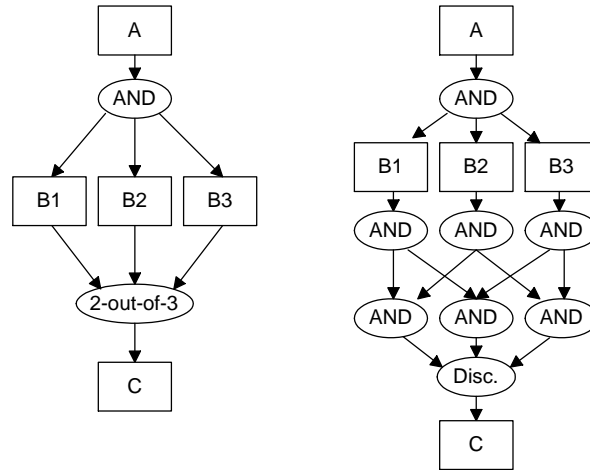 A
AND
B1 B2 B3
2-out-of-3
C
A
AND
B1 B2 B3
AND AND AND
AND AND AND
Disc.
C